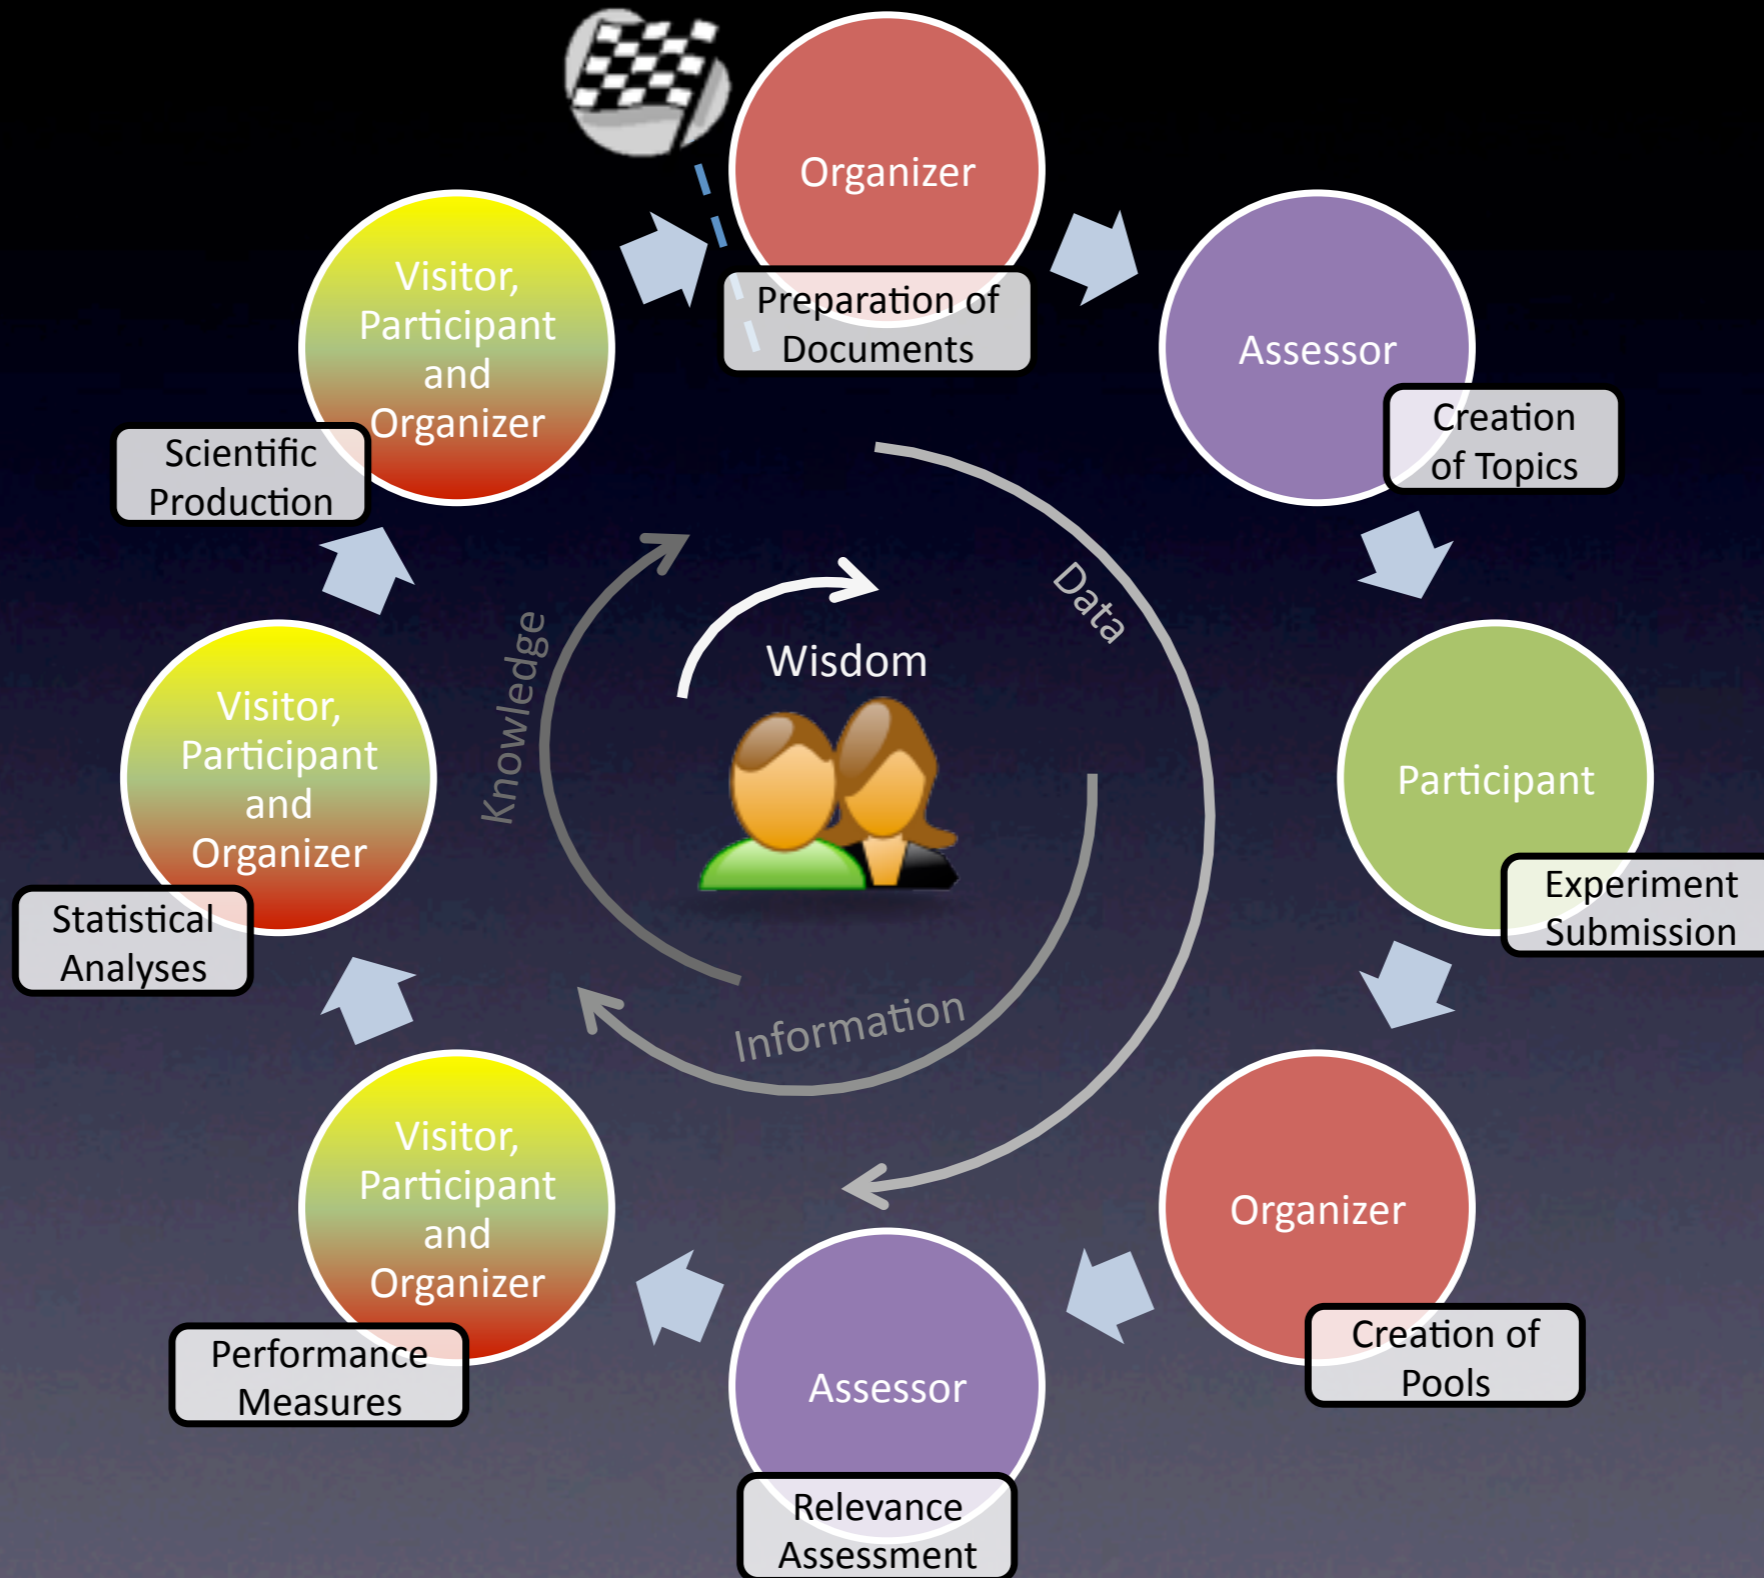 Organizer
Preparation of
Documents
Assessor
Creation
of Topics
Participant
Experiment
Submission
Organizer
Creation of
Pools
Assessor
Relevance
Assessment
Visitor,
Participant
and
Organizer
Performance
Measures
Visitor,
Participant
and
Organizer
Statistical
Analyses
Visitor,
Participant
and
Organizer
Scientific
Production
Data
Information
Knowledge
Wisdom